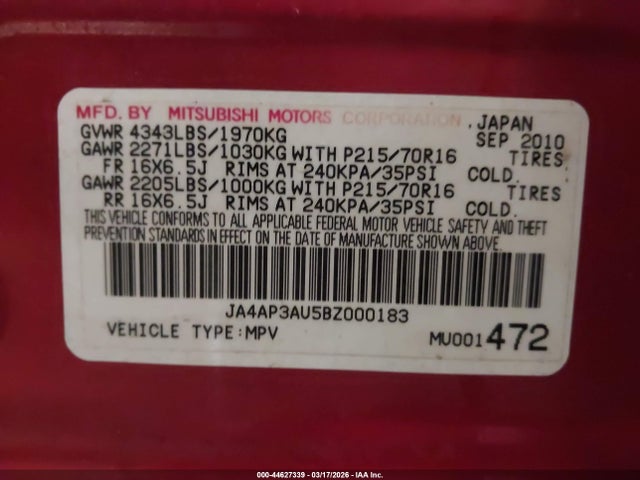 MFD. BY MITSUBISHI MOTORS CORPORATION, JAPAN
GVWR 4343LBS/1970KG SEP 2010
GAWR 2271LBS/1030KG WITH P215/70R16 TIRES
FR 16X6.5J RIMS AT 240KPA/35PSI COLD.
GAWR 2205LBS/1000KG WITH P215/70R16 TIRES
RR 16X6.5J RIMS AT 240KPA/35PSI COLD.
THIS VEHICLE CONFORMS TO ALL APPLICABLE FEDERAL MOTOR VEHICLE SAFETY AND THEFT
PREVENTION STANDARDS IN EFFECT ON THE DATE OF MANUFACTURE SHOWN ABOVE.
JA4AP3AU5BZ000183
VEHICLE TYPE:MPV MU001472
000-44627339 - 03/17/2026 - IAA Inc.